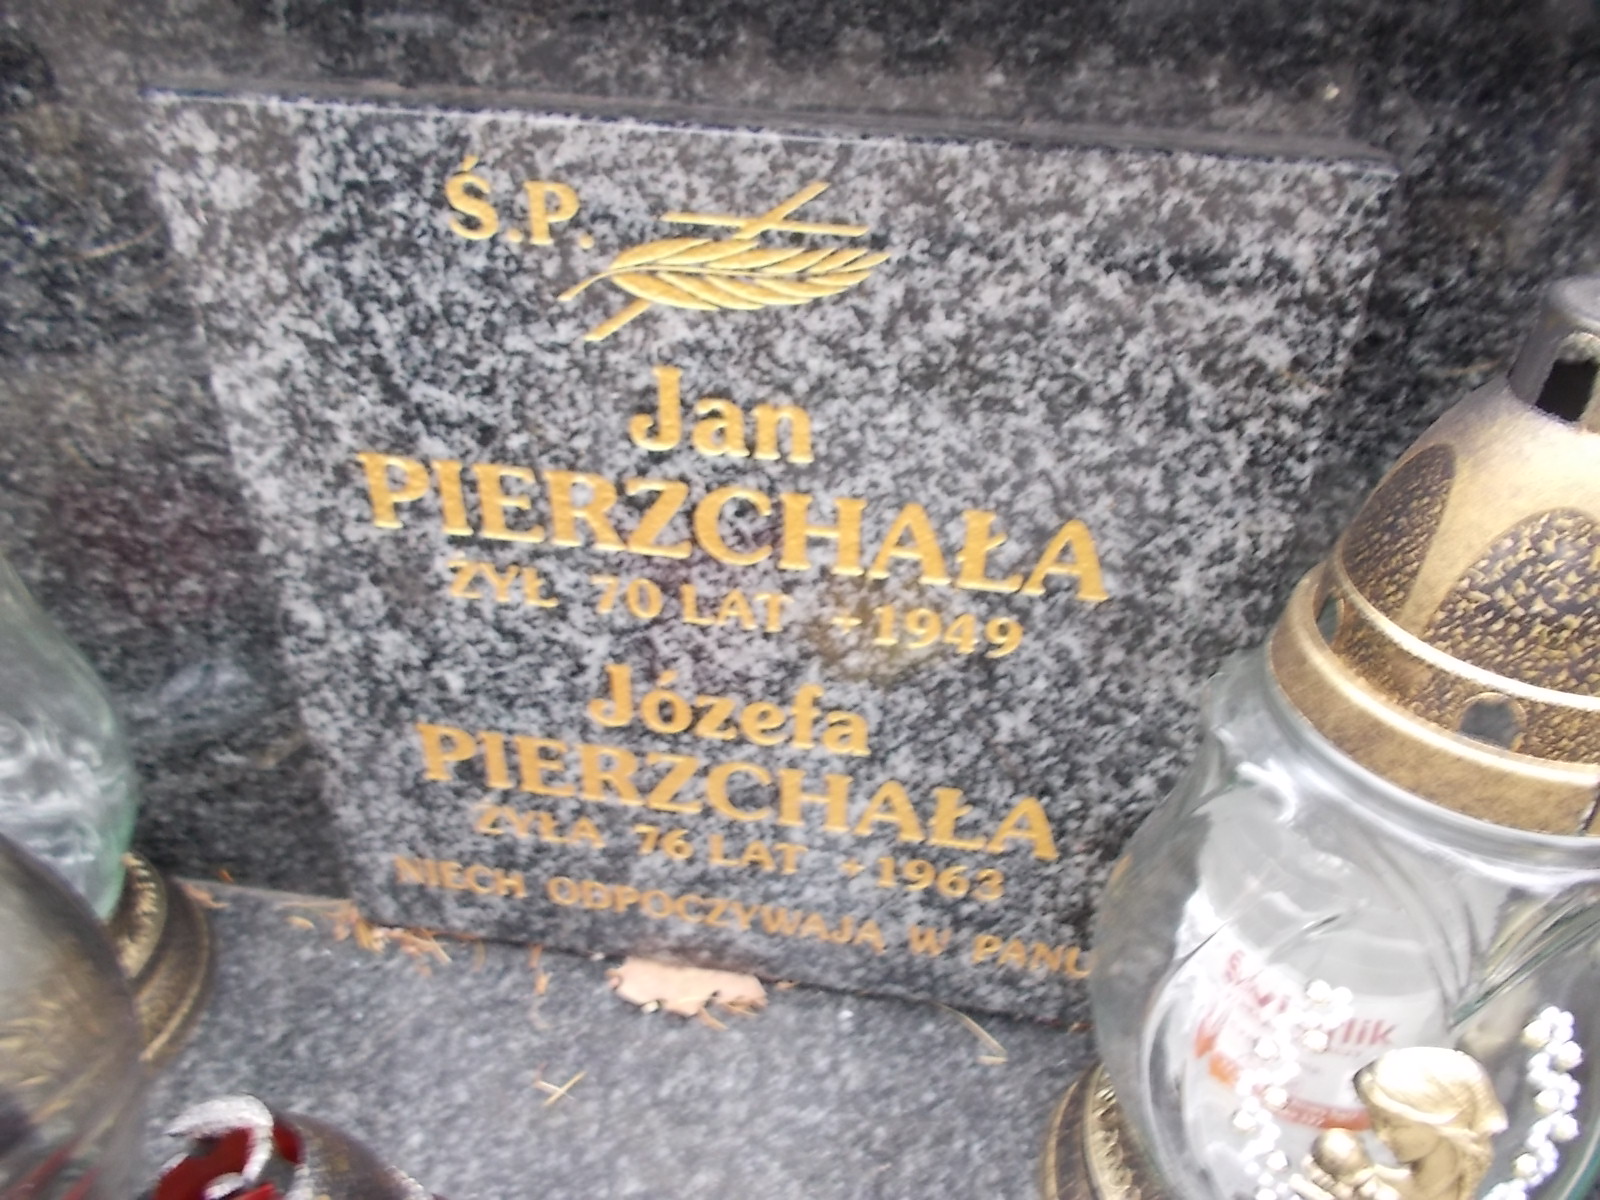 Ś.P.
Jan
PIERZCHAŁA
ŻYŁ 70 LAT +1949
Józefa
PIERZCHAŁA
ŻYŁA 76 LAT +1963
NIECH ODPOCZYWAJĄ W PANU